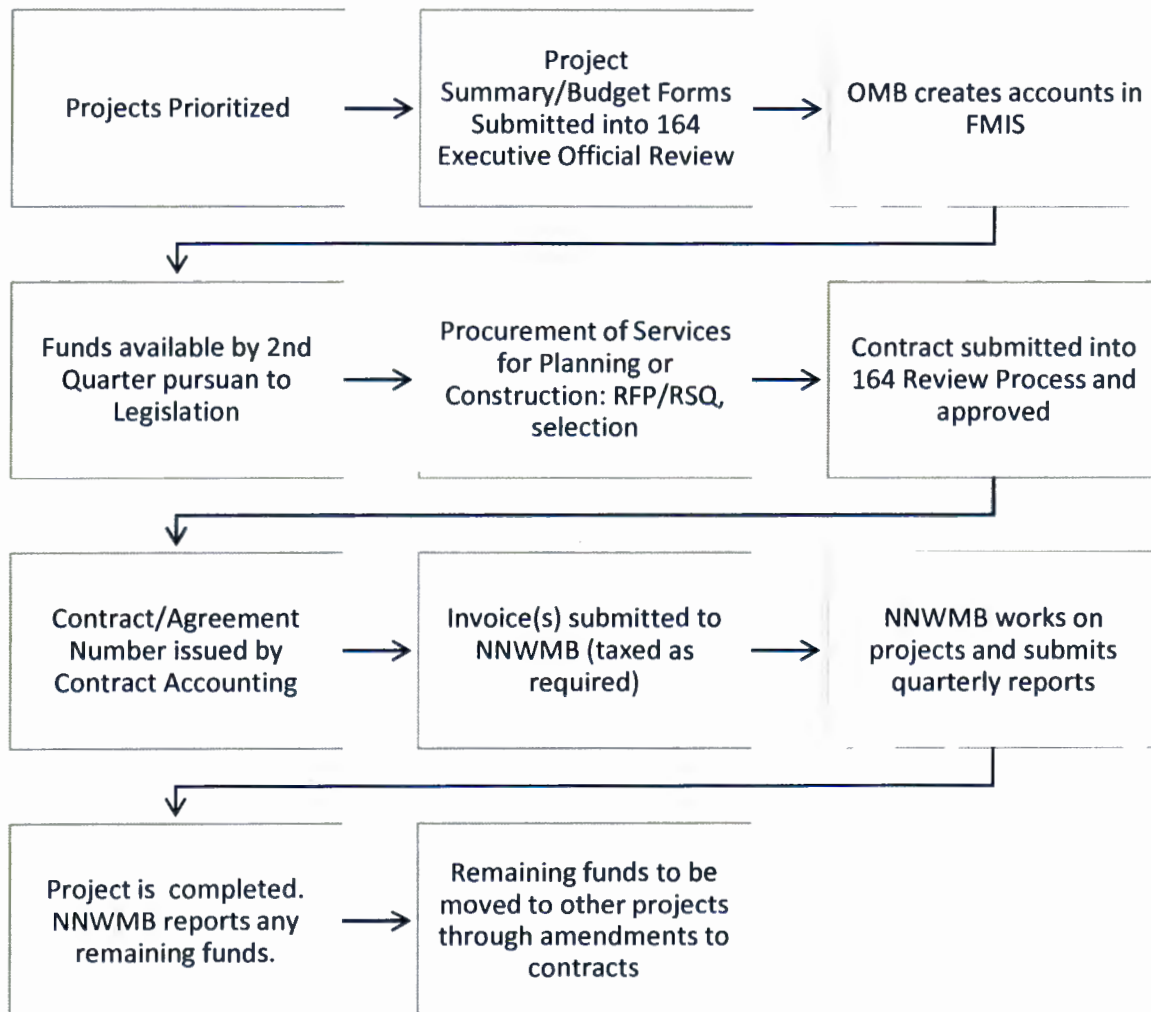 Projects Prioritized
Project
Summary/Budget Forms
Submitted into 164
Executive Official Review
OMB creates accounts in
FMIS
Funds available by 2nd
Quarter pursuan to
Legislation
Procurement of Services
for Planning or
Construction: RFP/RSQ,
selection
Contract submitted into
164 Review Process and
approved
Contract/Agreement
Number issued by
Contract Accounting
Invoice(s) submitted to
NNWMB (taxed as
required)
NNWMB works on
projects and submits
quarterly reports
Project is completed.
NNWMB reports any
remaining funds.
Remaining funds to be
moved to other projects
through amendments to
contracts